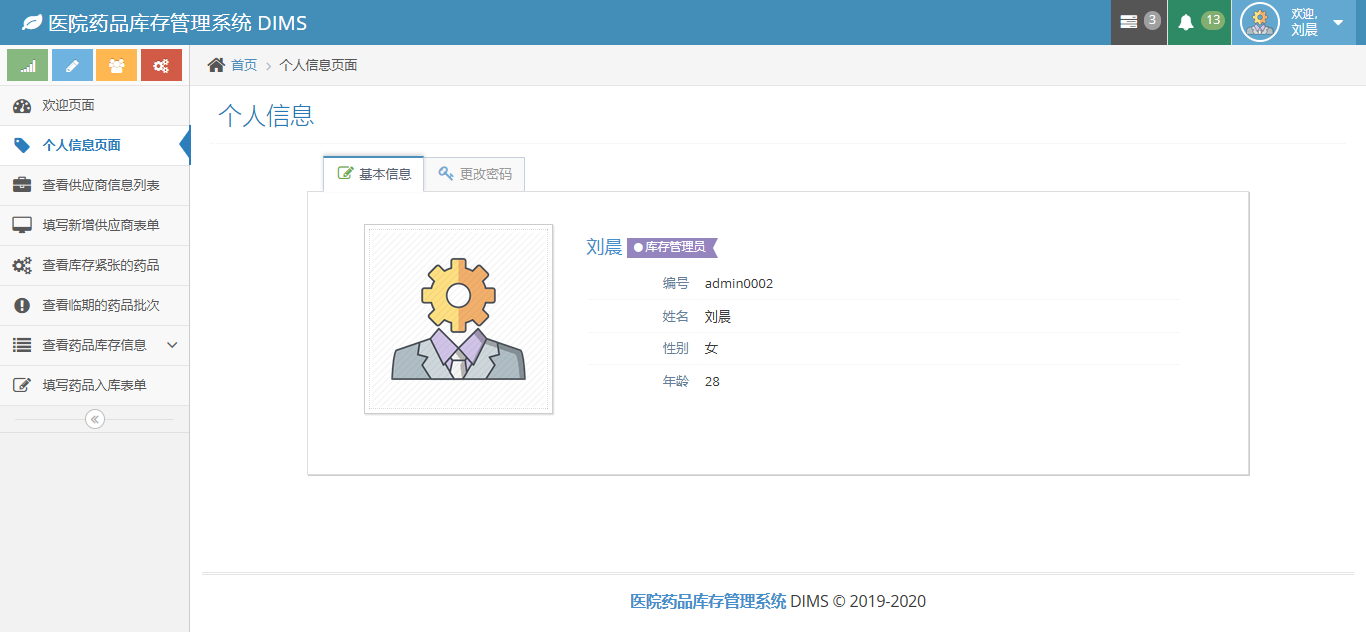 医院药品库存管理系统 DIMS
3
13
欢迎,
刘晨
首页 › 个人信息页面
欢迎页面
个人信息页面
查看供应商信息列表
填写新增供应商表单
查看库存紧张的药品
查看临期的药品批次
查看药品库存信息
填写药品入库表单
个人信息
基本信息
更改密码
刘晨 库存管理员
编号 admin0002
姓名 刘晨
性别 女
年龄 28
医院药品库存管理系统 DIMS © 2019-2020